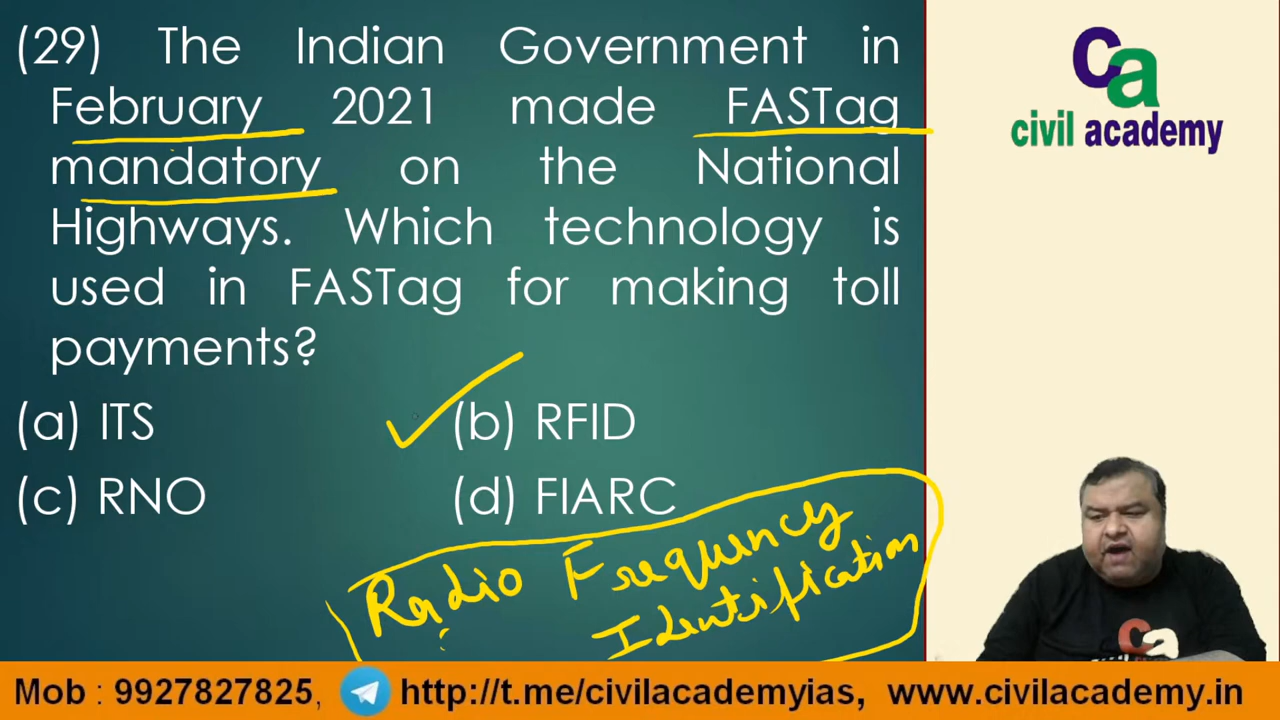 (29) The Indian Government in
February 2021 made FASTag
mandatory on the National
Highways. Which technology is
used in FASTag for making toll
payments?
(a) ITS (b) RFID
(c) RNO (d) FIARC
Radio Frequency
Identification
ca
civil academy
ca
Mob : 9927827825, http://t.me/civilacademyias, www.civilacademy.in